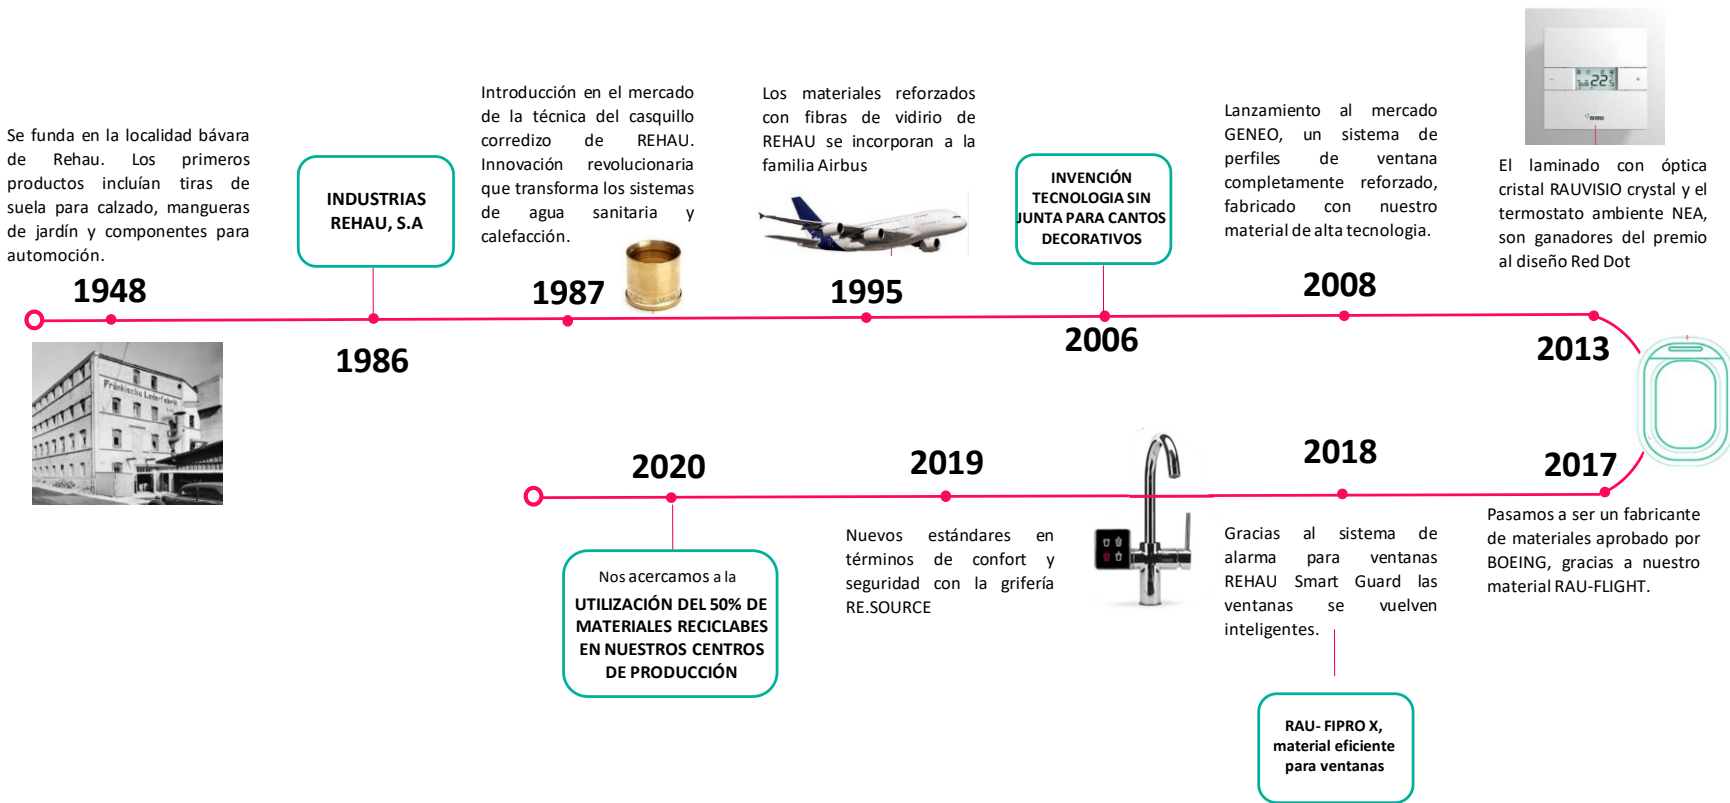 Se funda en la localidad bávara
de Rehau. Los primeros
productos incluían tiras de
suela para calzado, mangueras
de jardín y componentes para
automoción.
1948
Fränkische Lederfabrik
INDUSTRIAS
REHAU, S.A
1986
Introducción en el mercado
de la técnica del casquillo
corredizo de REHAU.
Innovación revolucionaria
que transforma los sistemas
de agua sanitaria y
calefacción.
1987
Los materiales reforzados
con fibras de vidirio de
REHAU se incorporan a la
familia Airbus
1995
INVENCIÓN
TECNOLOGIA SIN
JUNTA PARA CANTOS
DECORATIVOS
2006
Lanzamiento al mercado
GENEO, un sistema de
perfiles de ventana
completamente reforzado,
fabricado con nuestro
material de alta tecnologia.
2008
22.5
REHAU
El laminado con óptica
cristal RAUVISIO crystal y el
termostato ambiente NEA,
son ganadores del premio
al diseño Red Dot
2013
2017
Pasamos a ser un fabricante
de materiales aprobado por
BOEING, gracias a nuestro
material RAU-FLIGHT.
2018
Gracias al sistema de
alarma para ventanas
REHAU Smart Guard las
ventanas se vuelven
inteligentes.
RAU- FIPRO X,
material eficiente
para ventanas
2019
Nuevos estándares en
términos de confort y
seguridad con la grifería
RE.SOURCE
2020
Nos acercamos a la
UTILIZACIÓN DEL 50% DE
MATERIALES RECICLABES
EN NUESTROS CENTROS
DE PRODUCCIÓN